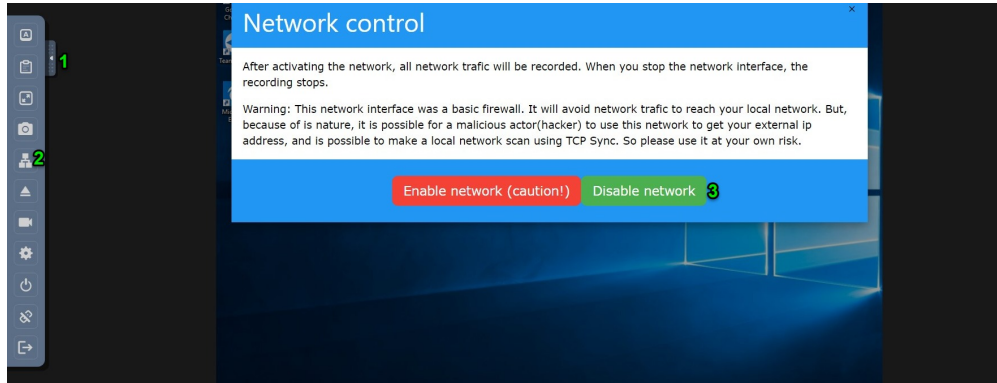 Network control
×
After activating the network, all network trafic will be recorded. When you stop the network interface, the
recording stops.
Warning: This network interface was a basic firewall. It will avoid network trafic to reach your local network. But,
because of is nature, it is possible for a malicious actor(hacker) to use this network to get your external ip
address, and is possible to make a local network scan using TCP Sync. So please use it at your own risk.
Enable network (caution!) Disable network 3
A
1
2